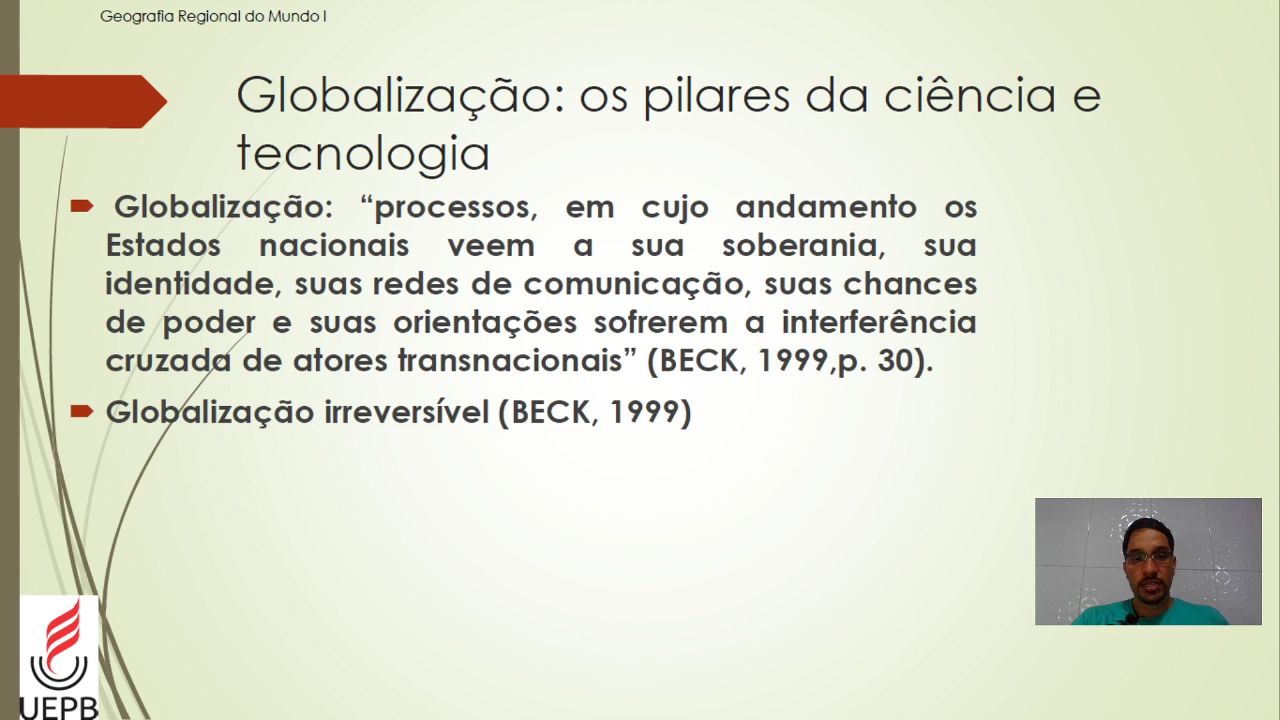 Geografia Regional do Mundo I
Globalização: os pilares da ciência e
tecnologia
Globalização: “processos, em cujo andamento os
Estados nacionais veem a sua soberania, sua
identidade, suas redes de comunicação, suas chances
de poder e suas orientações sofrerem a interferência
cruzada de atores transnacionais” (BECK, 1999,p. 30).
Globalização irreversível (BECK, 1999)
UEPB